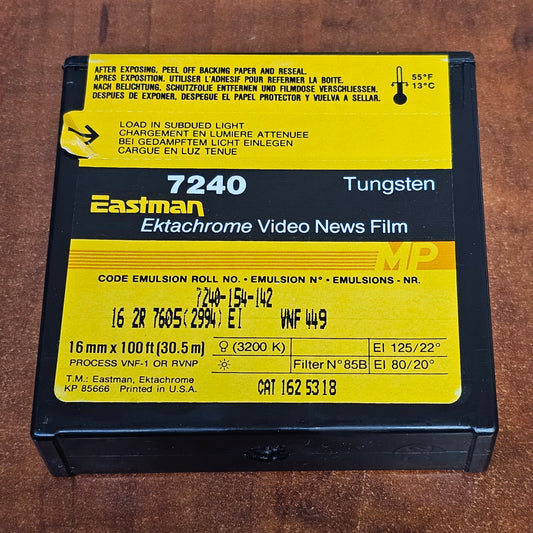 AFTER EXPOSING, PEEL OFF BACKING PAPER AND RESEAL.
APRÉS EXPOSITION, UTILISER L'ADHESIF POUR REFERMER LA BOITE.
NACH BELICHTUNG, SCHUTZFOLIE ENTFERNEN UND FILMDOSE VERSCHLIESSEN.
DESPUES DE EXPONER, DESPEGUE EL PAPEL PROTECTOR Y VUELVA A SELLAR.
55°F
13°C
LOAD IN SUBDUED LIGHT
CHARGEMENT EN LUMIERE ATTENUEE
BEI GEDAMPFTEM LICHT EINLEGEN
CARGUE EN LUZ TENUE
7240 Tungsten
Eastman
Ektachrome Video News Film
MP
CODE EMULSION ROLL NO. • EMULSION N° • EMULSIONS - NR.
7240-154-142
16 2R 7605(2994) EI VNF 449
16 mm x 100 ft (30.5 m) (3200 K) EI 125/22°
PROCESS VNF-1 OR RVNP Filter N° 85B EI 80/20°
T.M.: Eastman, Ektachrome
KP 85666 Printed in U.S.A. CAT 162 5318